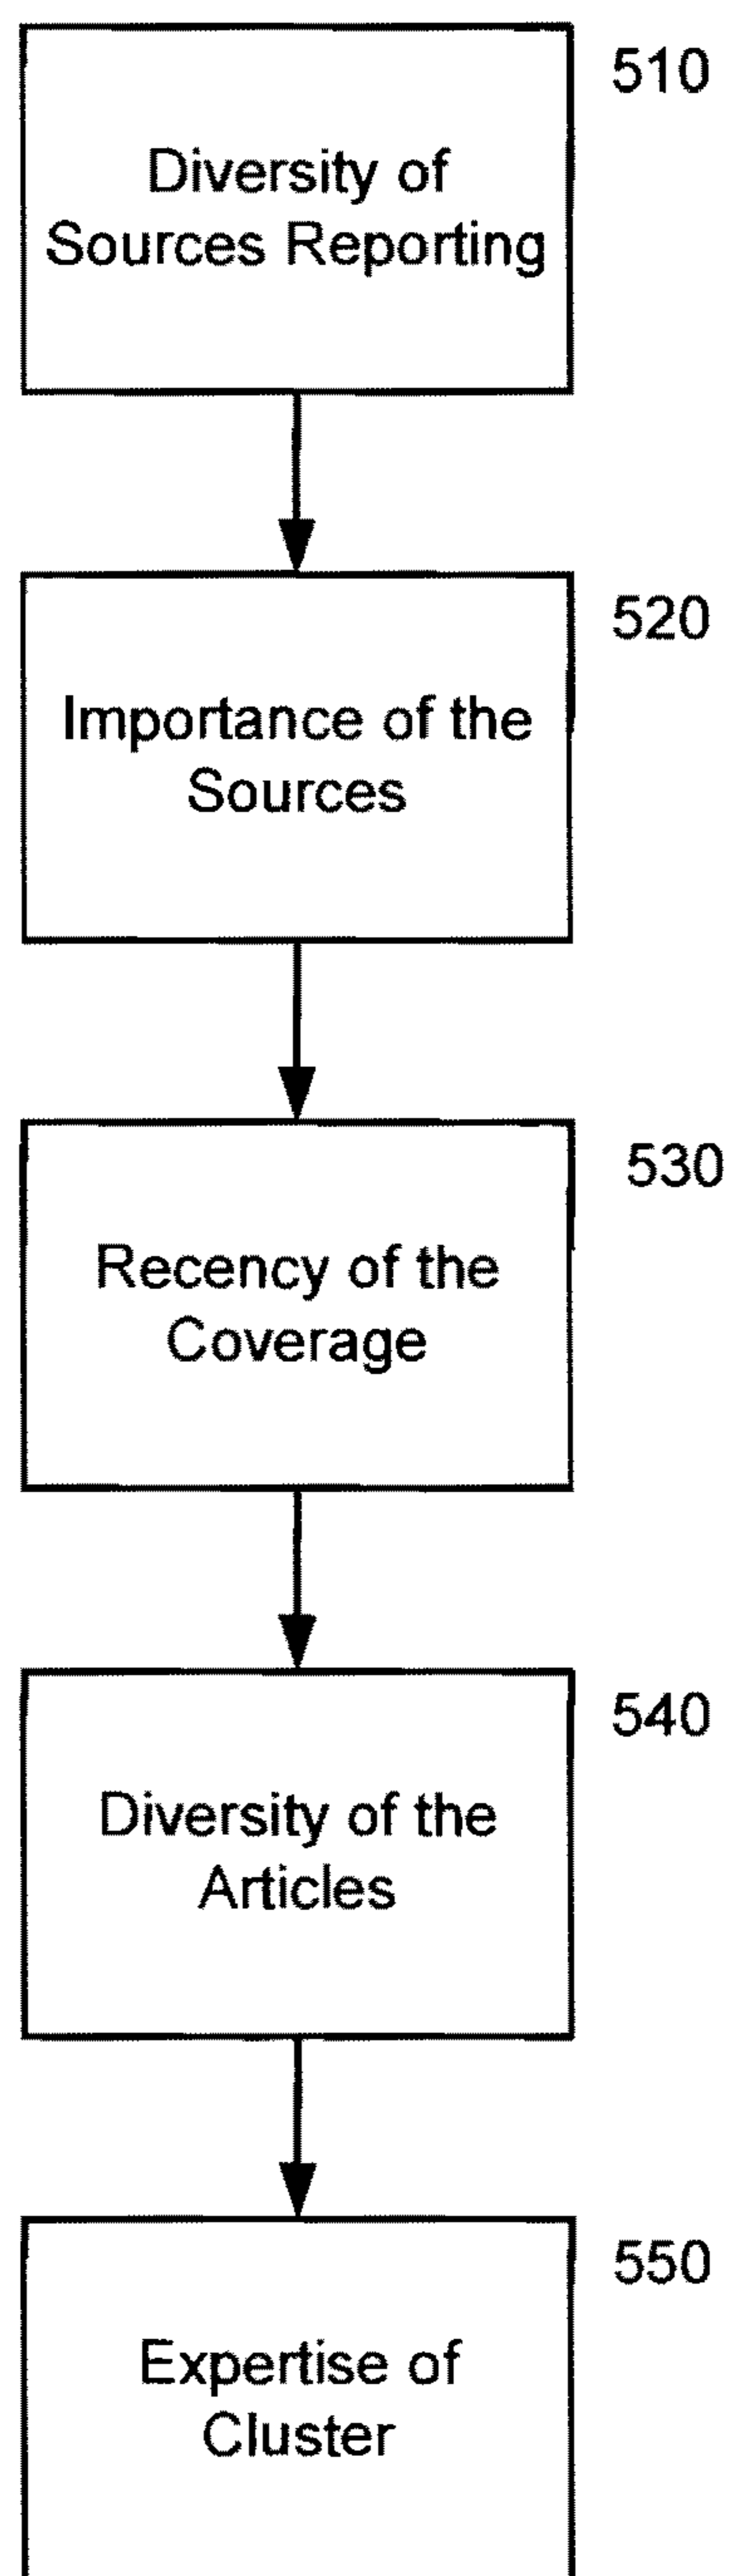 510
Diversity of
Sources Reporting
520
Importance of the
Sources
530
Recency of the
Coverage
540
Diversity of the
Articles
550
Expertise of
Cluster